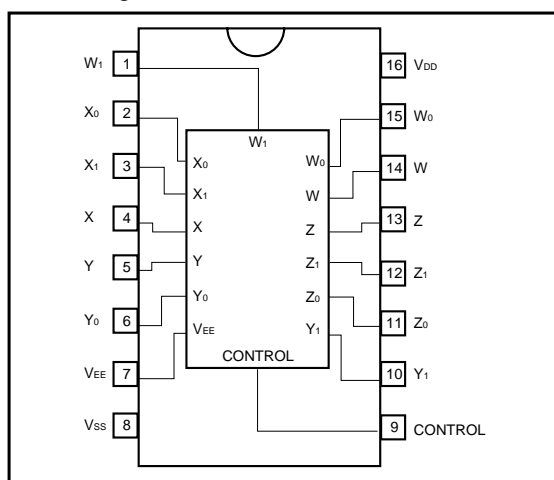 W1 1
X0 2
X1 3
X 4
Y 5
Y0 6
VEE 7
VSS 8
W1
X0
X1
X
Y
Y0
VEE
W0
W
Z
Z1
Z0
Y1
CONTROL
16 VDD
15 W0
14 W
13 Z
12 Z1
11 Z0
10 Y1
9 CONTROL